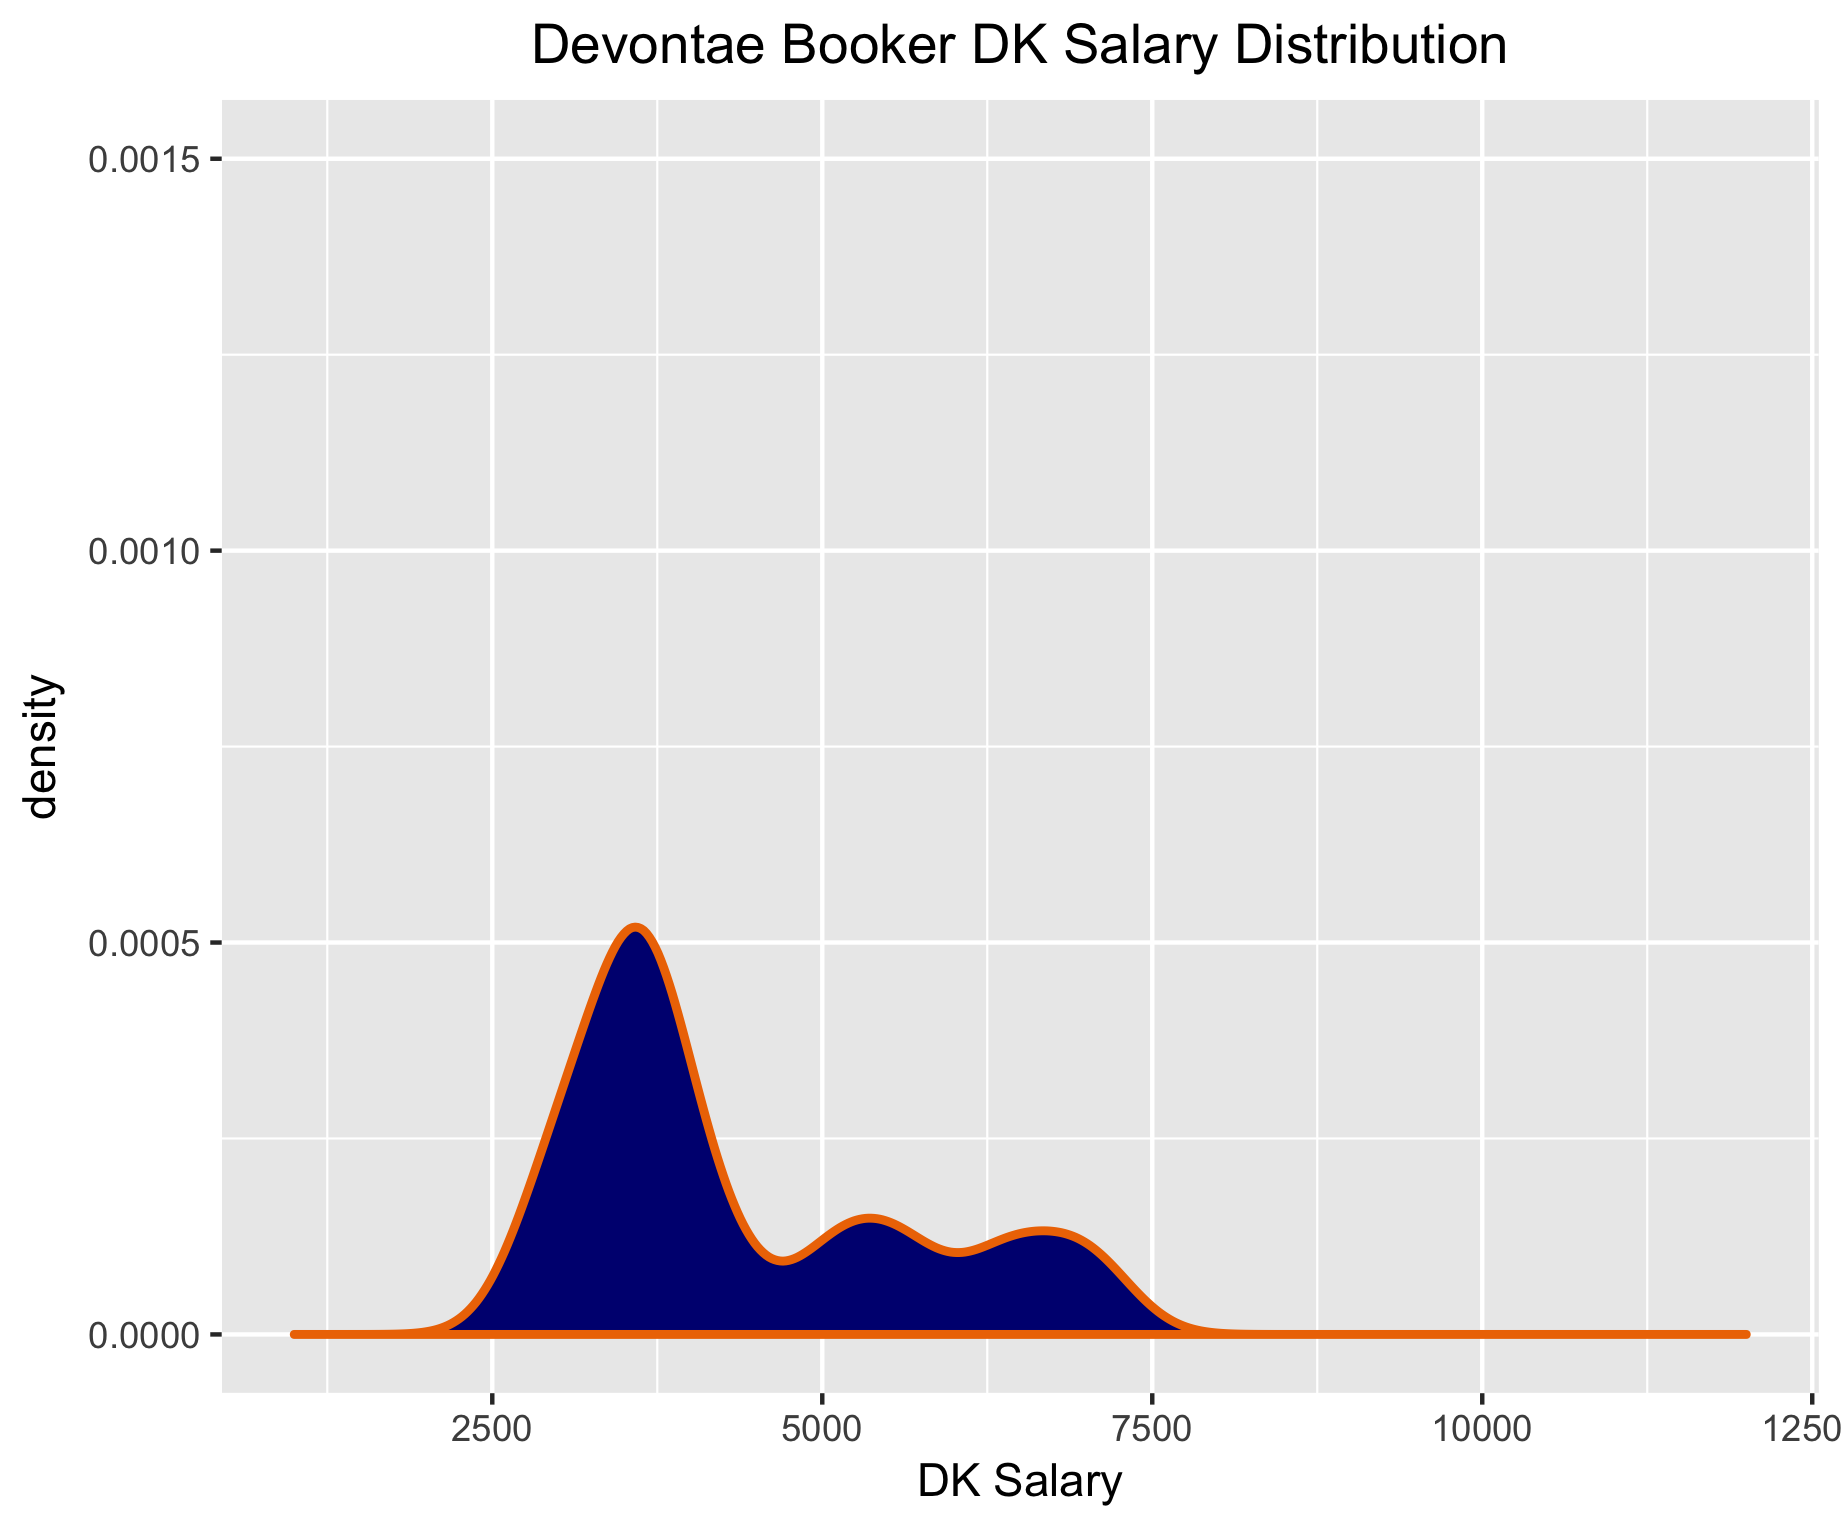 Devontae Booker DK Salary Distribution
0.0015
0.0010
density
0.0005
0.0000
2500 5000 7500 10000 1250
DK Salary